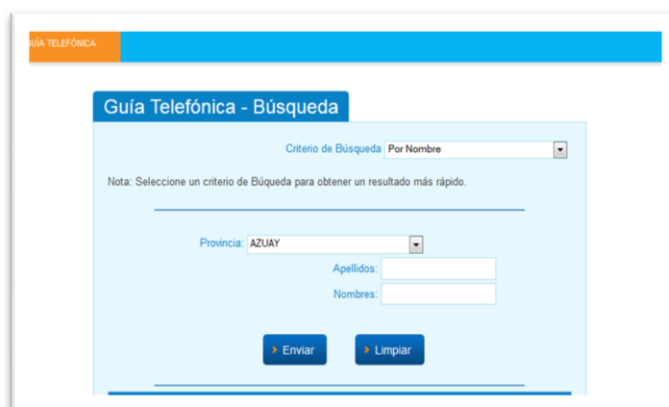 GUÍA TELEFÓNICA
Guía Telefónica - Búsqueda
Criterio de Búsqueda Por Nombre
Nota: Seleccione un criterio de Búqueda para obtener un resultado más rápido.
Provincia: AZUAY
Apellidos:
Nombres:
> Enviar > Limpiar